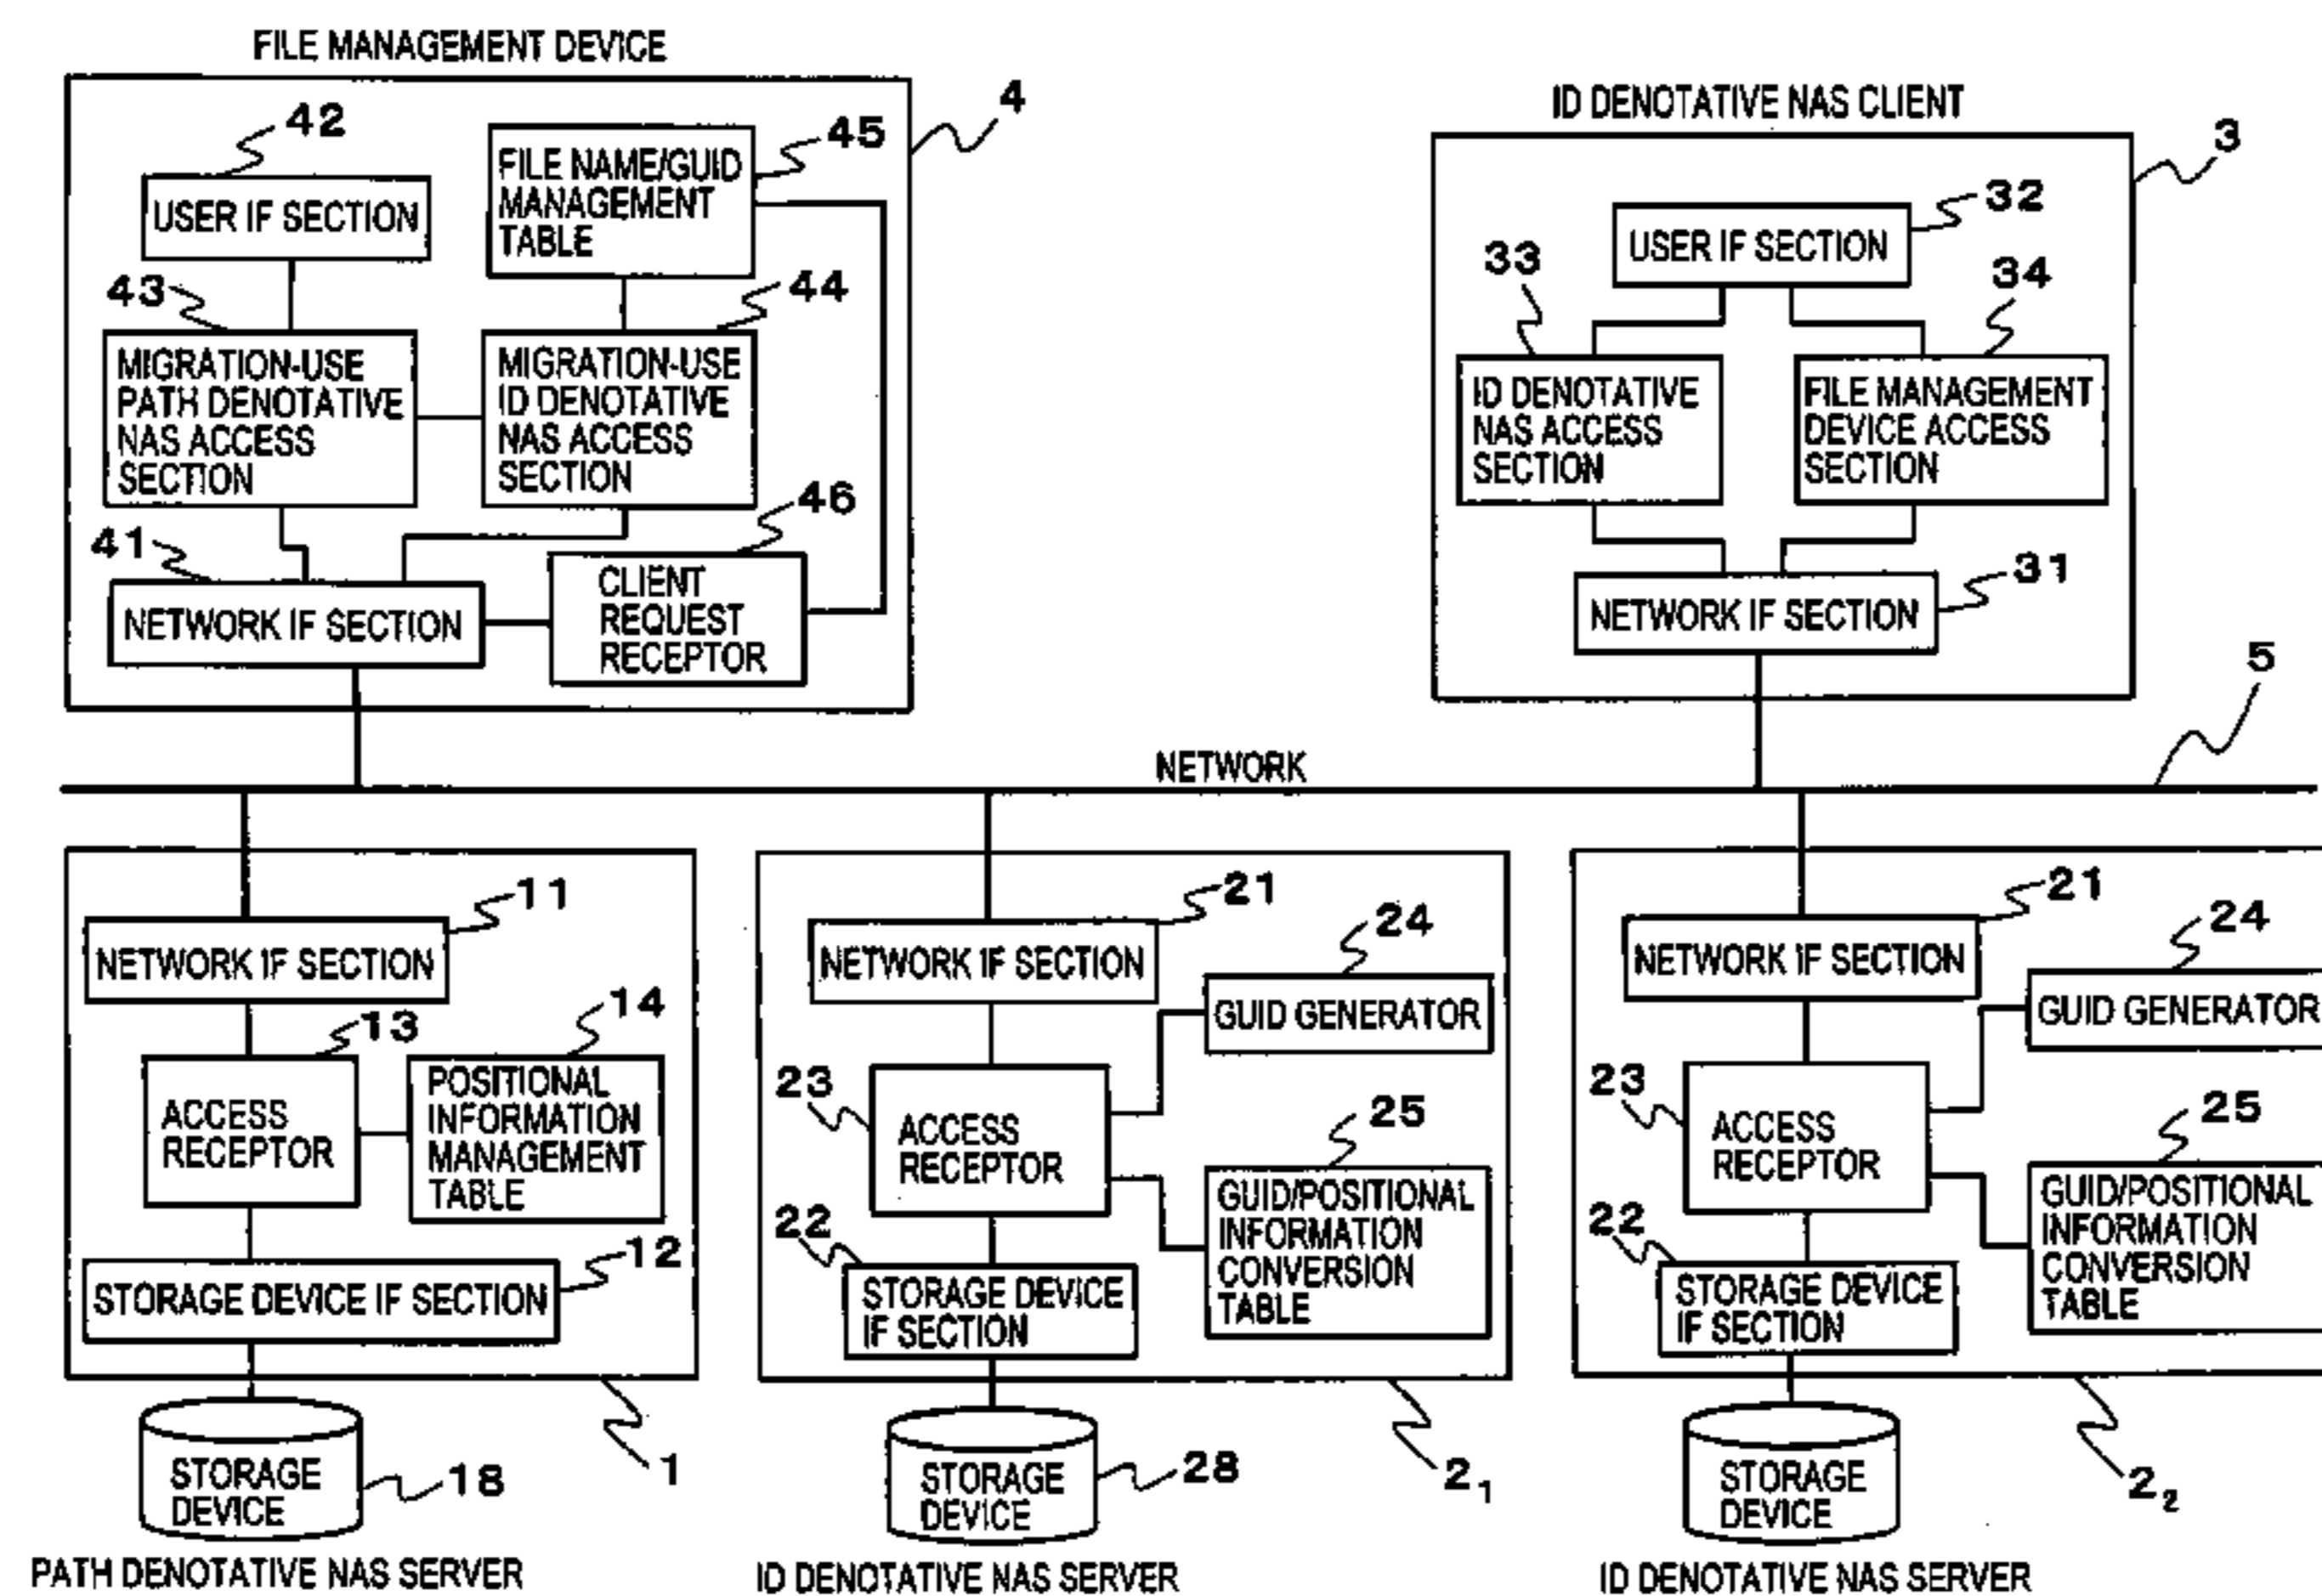 FILE MANAGEMENT DEVICE
4
42
45
USER IF SECTION
FILE NAME/GUID
MANAGEMENT
TABLE
43
44
MIGRATION-USE
PATH DENOTATIVE
NAS ACCESS
SECTION
MIGRATION-USE
ID DENOTATIVE
NAS ACCESS
SECTION
41
46
NETWORK IF SECTION
CLIENT
REQUEST
RECEPTOR
ID DENOTATIVE NAS CLIENT
3
32
USER IF SECTION
33
34
ID DENOTATIVE
NAS ACCESS
SECTION
FILE MANAGEMENT
DEVICE ACCESS
SECTION
31
NETWORK IF SECTION
5
NETWORK
11
NETWORK IF SECTION
13
14
ACCESS
RECEPTOR
POSITIONAL
INFORMATION
MANAGEMENT
TABLE
12
STORAGE DEVICE IF SECTION
1
STORAGE
DEVICE
18
PATH DENOTATIVE NAS SERVER
21
NETWORK IF SECTION
24
GUID GENERATOR
23
ACCESS
RECEPTOR
25
GUID/POSITIONAL
INFORMATION
CONVERSION
TABLE
22
STORAGE DEVICE
IF SECTION
2₁
STORAGE
DEVICE
28
ID DENOTATIVE NAS SERVER
21
NETWORK IF SECTION
24
GUID GENERATOR
23
ACCESS
RECEPTOR
25
GUID/POSITIONAL
INFORMATION
CONVERSION
TABLE
22
STORAGE DEVICE
IF SECTION
2₂
STORAGE
DEVICE
ID DENOTATIVE NAS SERVER